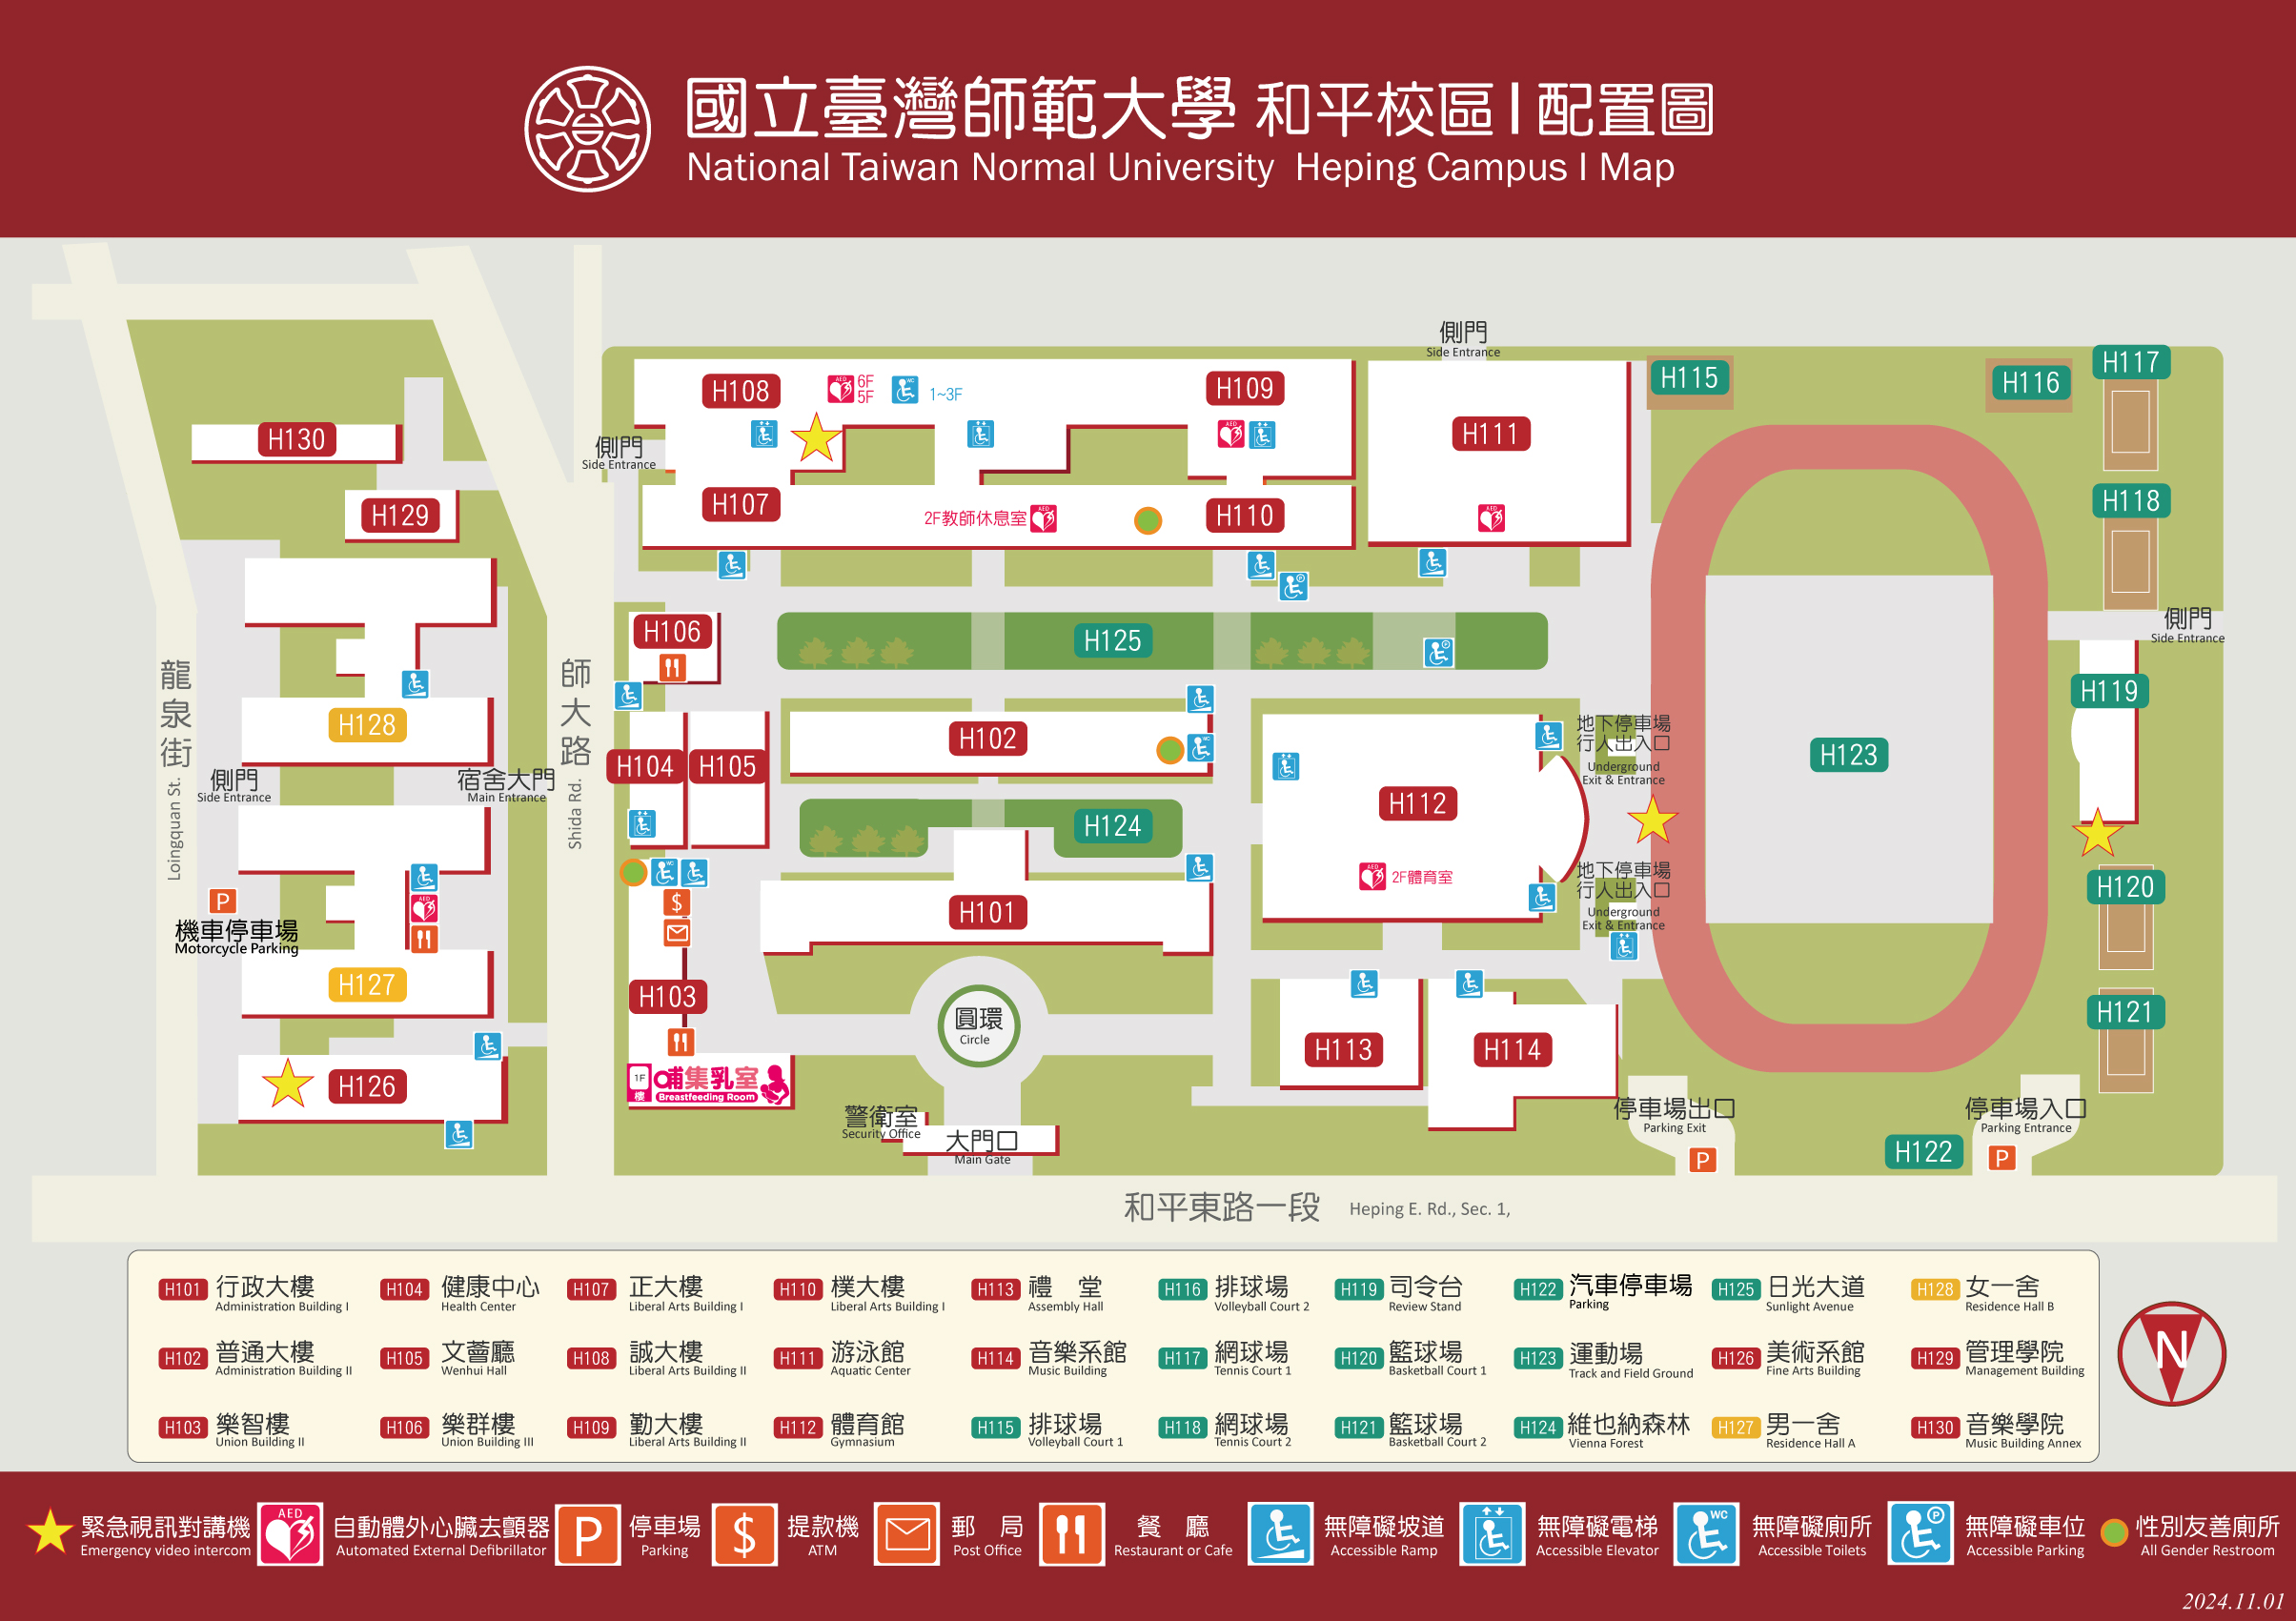 國立臺灣師範大學 和平校區I配置圖
National Taiwan Normal University Heping Campus I Map
側門
Side Entrance
H108
AED
6F
5F
WC
1~3F
H109
AED
H111
AED
H115
H116
H117
H118
H130
H129
側門
Side Entrance
H107
2F教師休息室
AED
H110
P
龍泉街
Loingquan St.
師大路
Shida Rd.
H106
H125
P
側門
Side Entrance
H128
H104
H105
H102
WC
H112
AED
2F體育室
地下停車場
行人出入口
Underground
Exit & Entrance
H123
H119
側門
Side Entrance
宿舍大門
Main Entrance
H124
WC
地下停車場
行人出入口
Underground
Exit & Entrance
H120
P
機車停車場
Motorcycle Parking
AED
$
H101
H127
H103
圓環
Circle
H113
H114
H121
H126
1F
樓
哺集乳室
Breastfeeding Room
警衛室
Security Office
大門口
Main Gate
停車場出口
Parking Exit
P
H122
停車場入口
Parking Entrance
P
和平東路一段 Heping E. Rd., Sec. 1,
H101 行政大樓
Administration Building I
H104 健康中心
Health Center
H107 正大樓
Liberal Arts Building I
H110 樸大樓
Liberal Arts Building I
H113 禮 堂
Assembly Hall
H116 排球場
Volleyball Court 2
H119 司令台
Review Stand
H122 汽車停車場
Parking
H125 日光大道
Sunlight Avenue
H128 女一舍
Residence Hall B
H102 普通大樓
Administration Building II
H105 文薈廳
Wenhui Hall
H108 誠大樓
Liberal Arts Building II
H111 游泳館
Aquatic Center
H114 音樂系館
Music Building
H117 網球場
Tennis Court 1
H120 籃球場
Basketball Court 1
H123 運動場
Track and Field Ground
H126 美術系館
Fine Arts Building
H129 管理學院
Management Building
H103 樂智樓
Union Building II
H106 樂群樓
Union Building III
H109 勤大樓
Liberal Arts Building II
H112 體育館
Gymnasium
H115 排球場
Volleyball Court 1
H118 網球場
Tennis Court 2
H121 籃球場
Basketball Court 2
H124 維也納森林
Vienna Forest
H127 男一舍
Residence Hall A
H130 音樂學院
Music Building Annex
N
緊急視訊對講機
Emergency video intercom
AED
自動體外心臟去顫器
Automated External Defibrillator
P
停車場
Parking
$
提款機
ATM
郵 局
Post Office
餐 廳
Restaurant or Cafe
無障礙坡道
Accessible Ramp
無障礙電梯
Accessible Elevator
WC
無障礙廁所
Accessible Toilets
P
無障礙車位
Accessible Parking
性別友善廁所
All Gender Restroom
2024.11.01